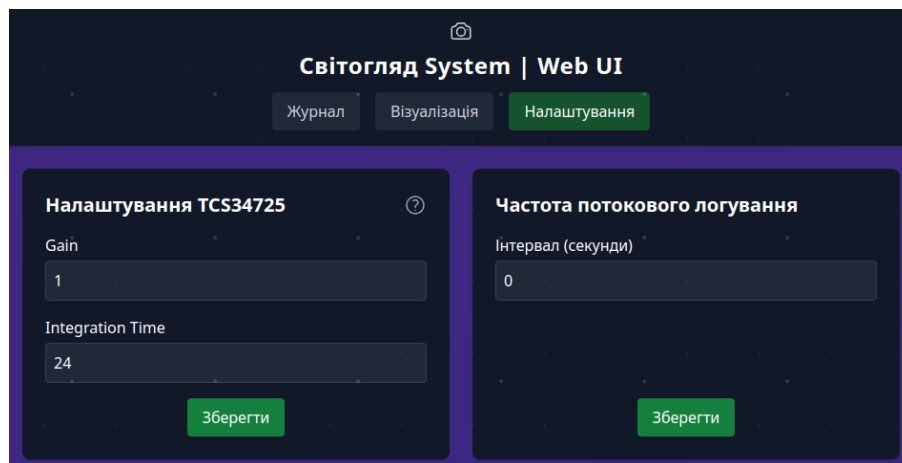 Світогляд System | Web UI
Журнал Візуалізація Налаштування
Налаштування TCS34725
Gain
1
Integration Time
24
Зберегти
Частота потокового логування
Інтервал (секунди)
0
Зберегти